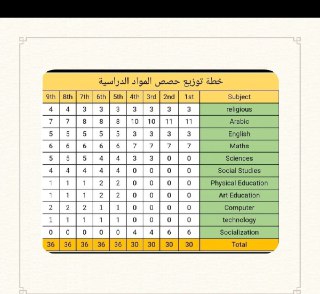 خطة توزيع حصص المواد الدراسية
9th 8th 7th 6th 5th 4th 3rd 2nd 1st Subject
4 4 3 3 3 3 3 3 3 religious
7 7 8 8 8 10 10 11 11 Arabic
5 5 5 5 5 3 3 3 3 English
6 6 6 6 6 7 7 7 7 Maths
5 5 5 4 4 3 3 0 0 Sciences
4 4 4 4 4 0 0 0 0 Social Studies
1 1 1 2 2 0 0 0 0 Physical Education
1 1 1 2 2 0 0 0 0 Art Education
2 2 2 1 1 0 0 0 0 Computer
1 1 1 1 1 0 0 0 0 technology
0 0 0 0 0 4 4 6 6 Socialization
36 36 36 36 36 30 30 30 30 Total